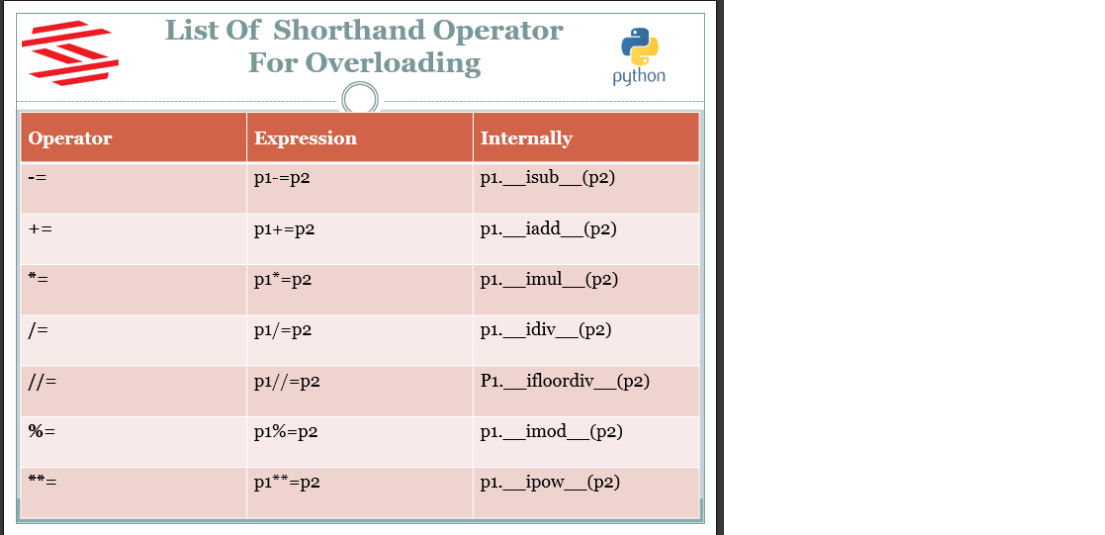 List Of Shorthand Operator
For Overloading
python
Operator Expression Internally
-= p1-=p2 p1.__isub__(p2)
+= p1+=p2 p1.__iadd__(p2)
*= p1*=p2 p1.__imul__(p2)
/= p1/=p2 p1.__idiv__(p2)
//= p1//=p2 P1.__ifloordiv__(p2)
%= p1%=p2 p1.__imod__(p2)
**= p1**=p2 p1.__ipow__(p2)